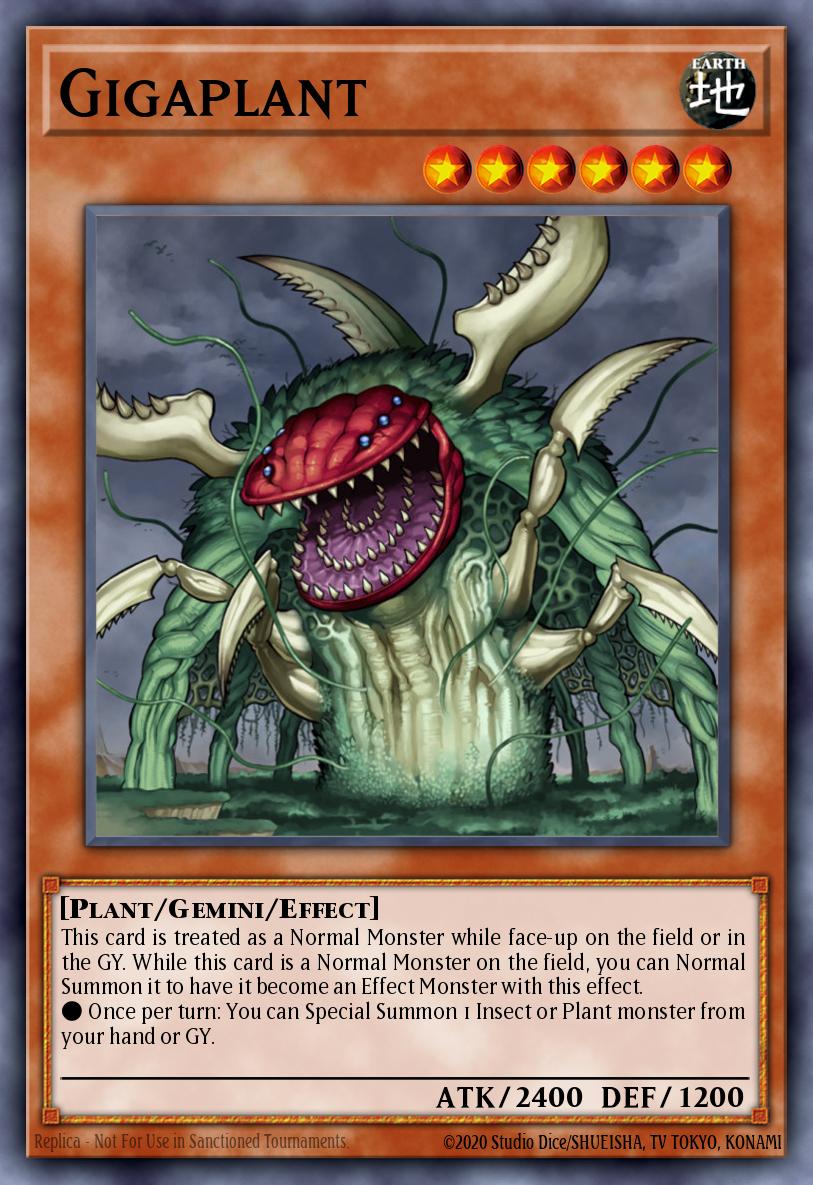 Gigaplant
EARTH
地
[Plant/Gemini/Effect]
This card is treated as a Normal Monster while face-up on the field or in
the GY. While this card is a Normal Monster on the field, you can Normal
Summon it to have it become an Effect Monster with this effect.
● Once per turn: You can Special Summon 1 Insect or Plant monster from
your hand or GY.
ATK/2400 DEF/1200
Replica - Not For Use in Sanctioned Tournaments.
©2020 Studio Dice/SHUEISHA, TV TOKYO, KONAMI